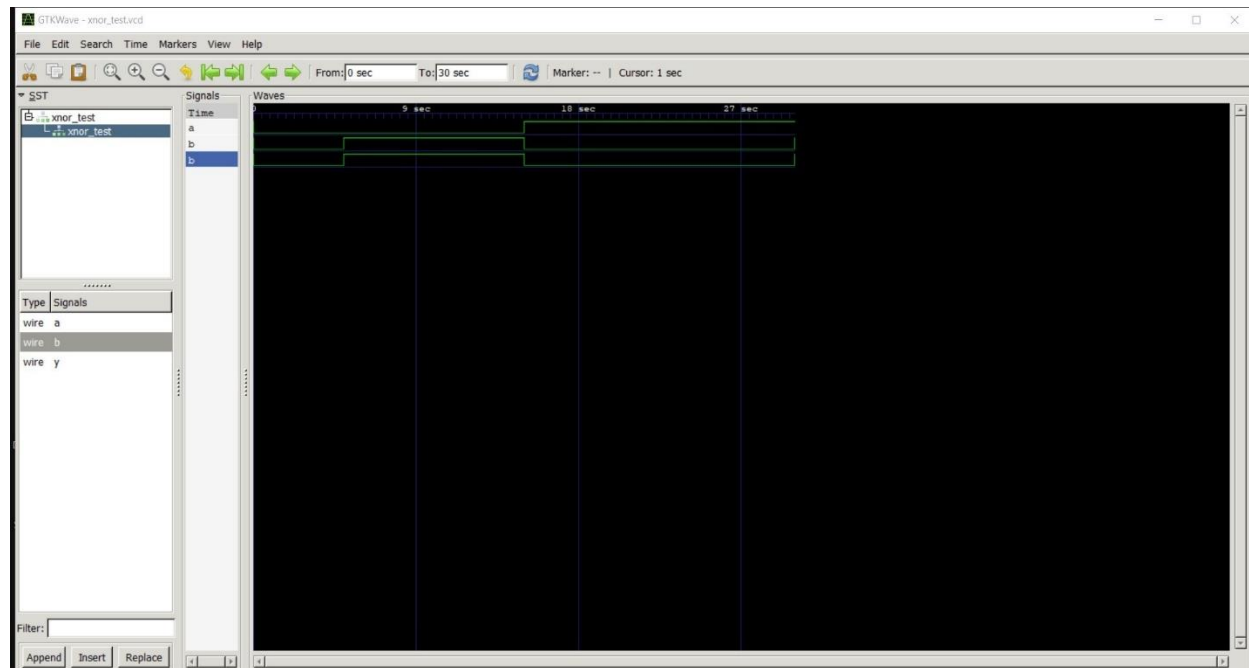 GTKWave - xnor_test.vcd
File Edit Search Time Markers View Help
From: 0 sec To: 30 sec Marker: -- | Cursor: 1 sec
SST
xnor_test
xnor_test
Signals
Time
a
b
b
Waves
0 9 sec 18 sec 27 sec
Type Signals
wire a
wire b
wire y
Filter:
Append Insert Replace